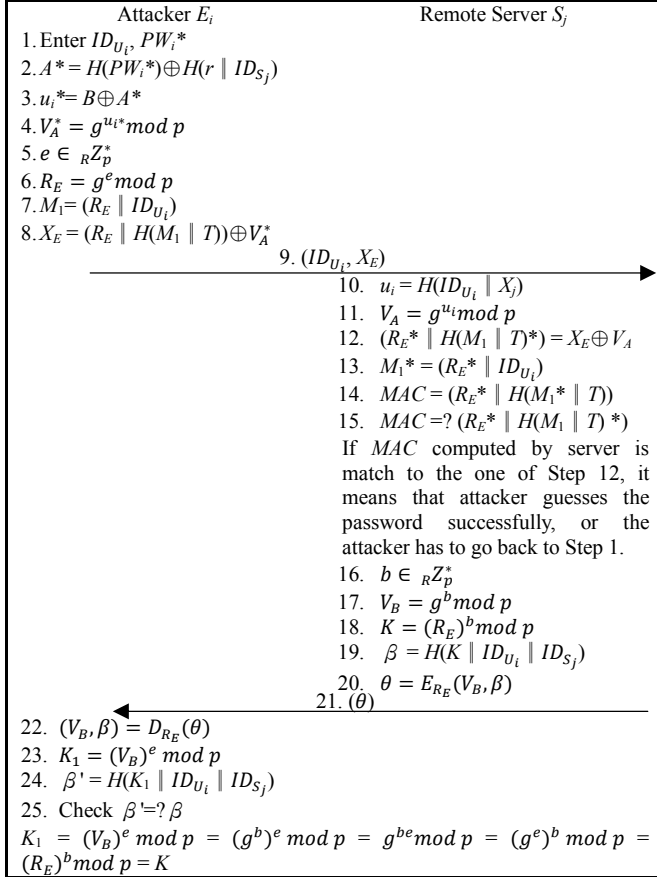 Attacker Eᵢ Remote Server Sⱼ
1. Enter ID_{U_i}, PW_i*
2. A* = H(PW_i*)⊕H(r ‖ ID_{S_j})
3. u_i*= B⊕A*
4. V_A^* = g^{u_i*} mod p
5. e ∈ _R Z_p^*
6. R_E = g^e mod p
7. M_1= (R_E ‖ ID_{U_i})
8. X_E = (R_E ‖ H(M_1 ‖ T))⊕V_A^*
9. (ID_{U_i}, X_E)
10. u_i = H(ID_{U_i} ‖ X_j)
11. V_A = g^{u_i} mod p
12. (R_E* ‖ H(M_1 ‖ T)*) = X_E⊕V_A
13. M_1* = (R_E* ‖ ID_{U_i})
14. MAC = (R_E* ‖ H(M_1* ‖ T))
15. MAC =? (R_E* ‖ H(M_1 ‖ T) *)
If MAC computed by server is
match to the one of Step 12, it
means that attacker guesses the
password successfully, or the
attacker has to go back to Step 1.
16. b ∈ _R Z_p^*
17. V_B = g^b mod p
18. K = (R_E)^b mod p
19. β = H(K ‖ ID_{U_i} ‖ ID_{S_j})
20. θ = E_{R_E}(V_B, β)
21. (θ)
22. (V_B, β) = D_{R_E}(θ)
23. K_1 = (V_B)^e mod p
24. β' = H(K_1 ‖ ID_{U_i} ‖ ID_{S_j})
25. Check β'=? β
K_1 = (V_B)^e mod p = (g^b)^e mod p = g^{be} mod p = (g^e)^b mod p =
(R_E)^b mod p = K